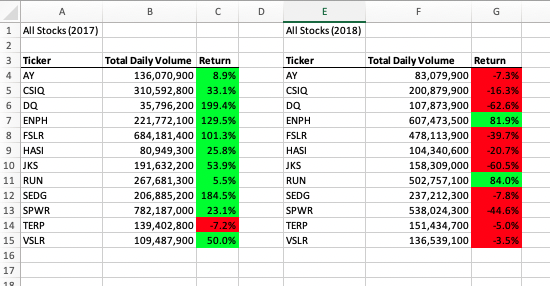 A B C D E F G
1 All Stocks (2017) All Stocks (2018)
2
3 Ticker Total Daily Volume Return Ticker Total Daily Volume Return
4 AY 136,070,900 8.9% AY 83,079,900 -7.3%
5 CSIQ 310,592,800 33.1% CSIQ 200,879,900 -16.3%
6 DQ 35,796,200 199.4% DQ 107,873,900 -62.6%
7 ENPH 221,772,100 129.5% ENPH 607,473,500 81.9%
8 FSLR 684,181,400 101.3% FSLR 478,113,900 -39.7%
9 HASI 80,949,300 25.8% HASI 104,340,600 -20.7%
10 JKS 191,632,200 53.9% JKS 158,309,000 -60.5%
11 RUN 267,681,300 5.5% RUN 502,757,100 84.0%
12 SEDG 206,885,200 184.5% SEDG 237,212,300 -7.8%
13 SPWR 782,187,000 23.1% SPWR 538,024,300 -44.6%
14 TERP 139,402,800 -7.2% TERP 151,434,700 -5.0%
15 VSLR 109,487,900 50.0% VSLR 136,539,100 -3.5%
16
17
18